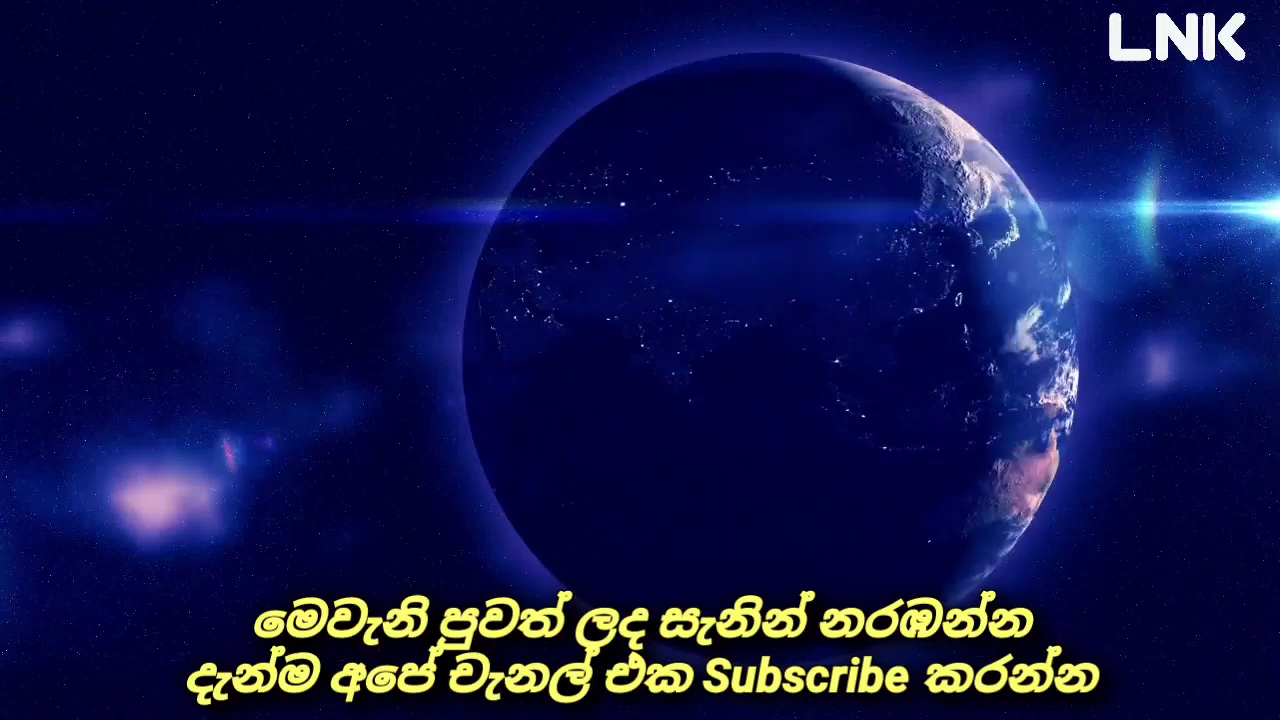 LNK
මෙවැනි පුවත් ලද සැනින් නරඹන්න
දැන්ම අපේ චැනල් එක Subscribe කරන්න